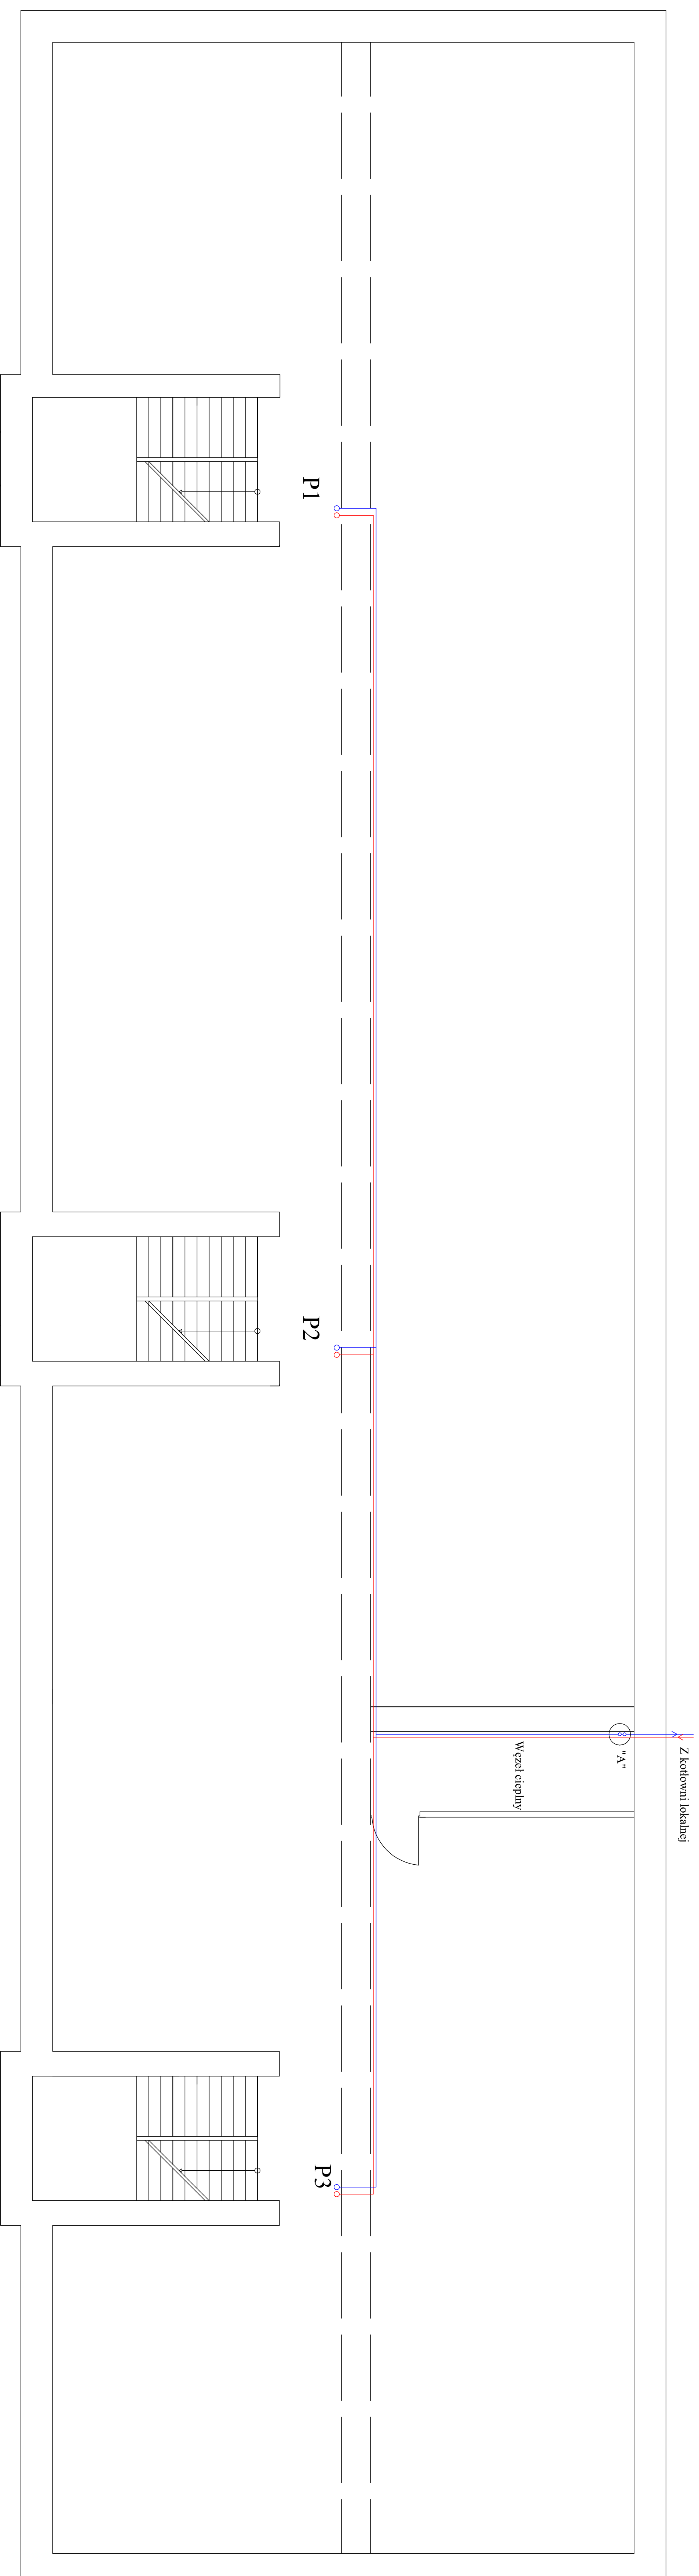 P1
P2
Z kotłowni lokalnej
"A"
Węzeł cieplny
P3